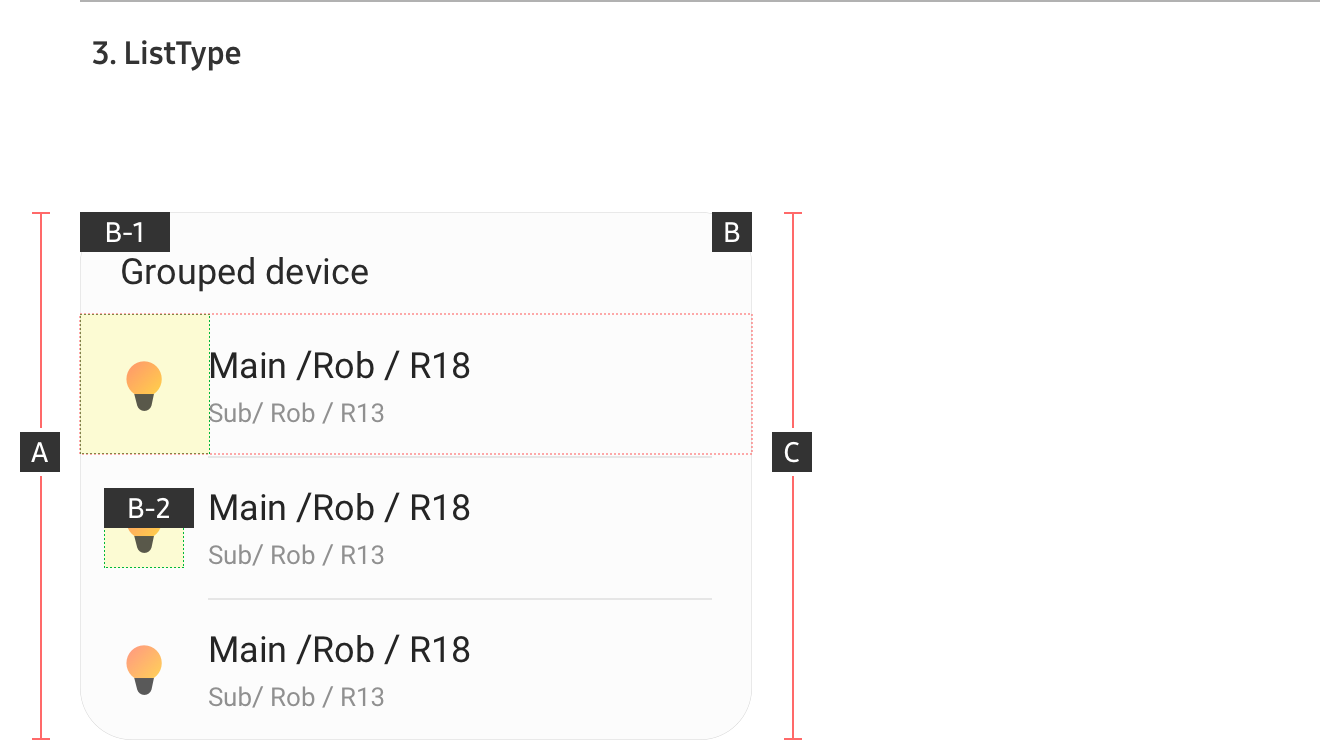 3. ListType
B-1
B
Grouped device
Main /Rob / R18
Sub/ Rob / R13
A
C
B-2
Main /Rob / R18
Sub/ Rob / R13
Main /Rob / R18
Sub/ Rob / R13